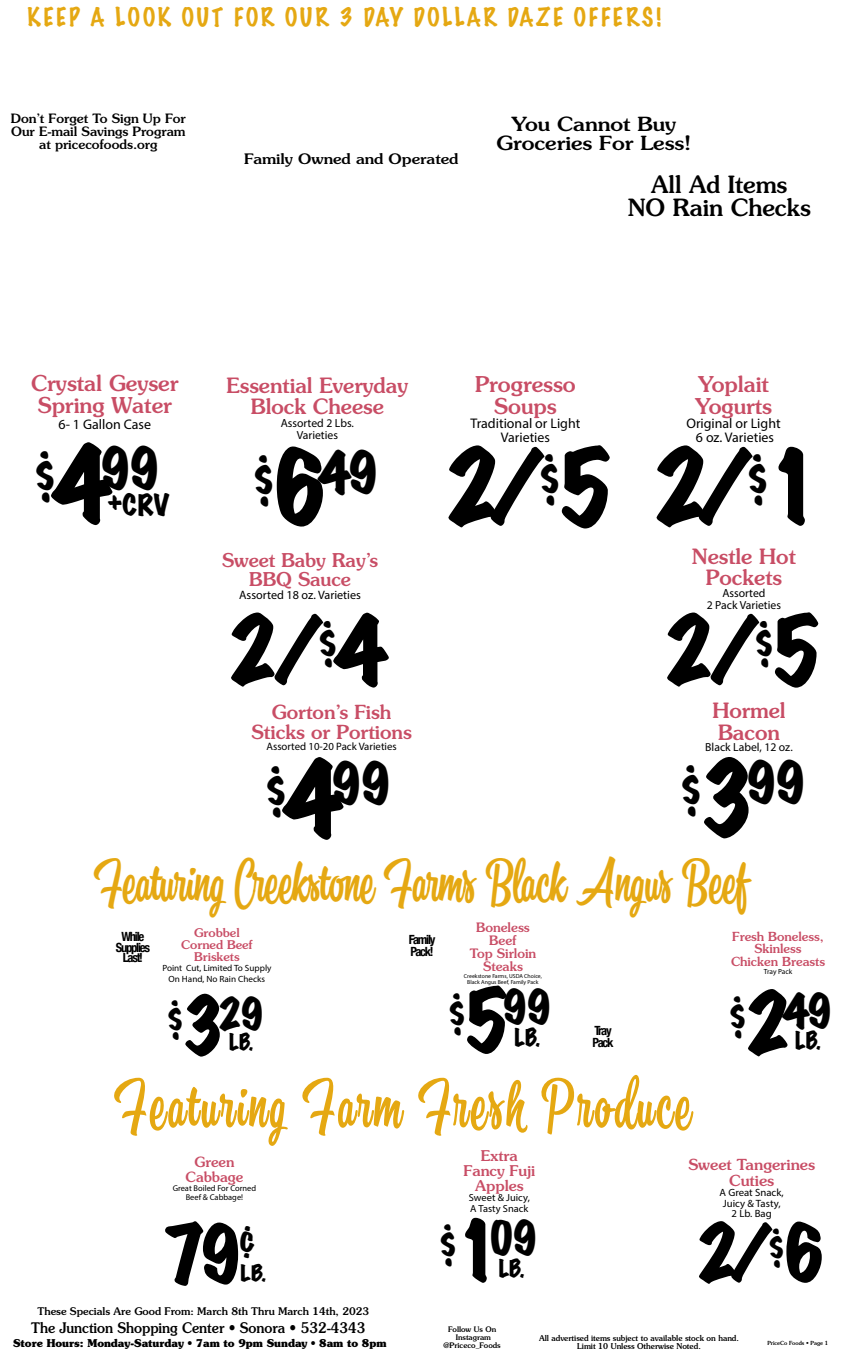 KEEP A LOOK OUT FOR OUR 3 DAY DOLLAR DAZE OFFERS!
Don't Forget To Sign Up For
Our E-mail Savings Program
at pricecofoods.org
Family Owned and Operated
You Cannot Buy
Groceries For Less!
All Ad Items
NO Rain Checks
Crystal Geyser
Spring Water
6- 1 Gallon Case
$4.99
+CRV
Essential Everyday
Block Cheese
Assorted 2 Lbs.
Varieties
$6.49
Progresso
Soups
Traditional or Light
Varieties
2/$5
Yoplait
Yogurts
Original or Light
6 oz. Varieties
2/$1
Sweet Baby Ray's
BBQ Sauce
Assorted 18 oz. Varieties
2/$4
Nestle Hot
Pockets
Assorted
2 Pack Varieties
2/$5
Gorton's Fish
Sticks or Portions
Assorted 10-20 Pack Varieties
$4.99
Hormel
Bacon
Black Label, 12 oz.
$3.99
Featuring Creekstone Farms Black Angus Beef
While
Supplies
Last!
Grobbel
Corned Beef
Briskets
Point Cut, Limited To Supply
On Hand, No Rain Checks
$3.29
LB.
Family
Pack!
Boneless
Beef
Top Sirloin
Steaks
Creekstone Farms, USDA Choice,
Black Angus Beef, Family Pack
$5.99
LB.
Tray
Pack
Fresh Boneless,
Skinless
Chicken Breasts
Tray Pack
$2.49
LB.
Featuring Farm Fresh Produce
Green
Cabbage
Great Boiled For Corned
Beef & Cabbage!
79¢
LB.
Extra
Fancy Fuji
Apples
Sweet & Juicy,
A Tasty Snack
$1.09
LB.
Sweet Tangerines
Cuties
A Great Snack,
Juicy & Tasty,
2 Lb. Bag
2/$6
These Specials Are Good From: March 8th Thru March 14th, 2023
The Junction Shopping Center • Sonora • 532-4343
Store Hours: Monday-Saturday • 7am to 9pm Sunday • 8am to 8pm
Follow Us On
Instagram
@Priceco_Foods
All advertised items subject to available stock on hand.
Limit 10 Unless Otherwise Noted.
PriceCo Foods • Page 1